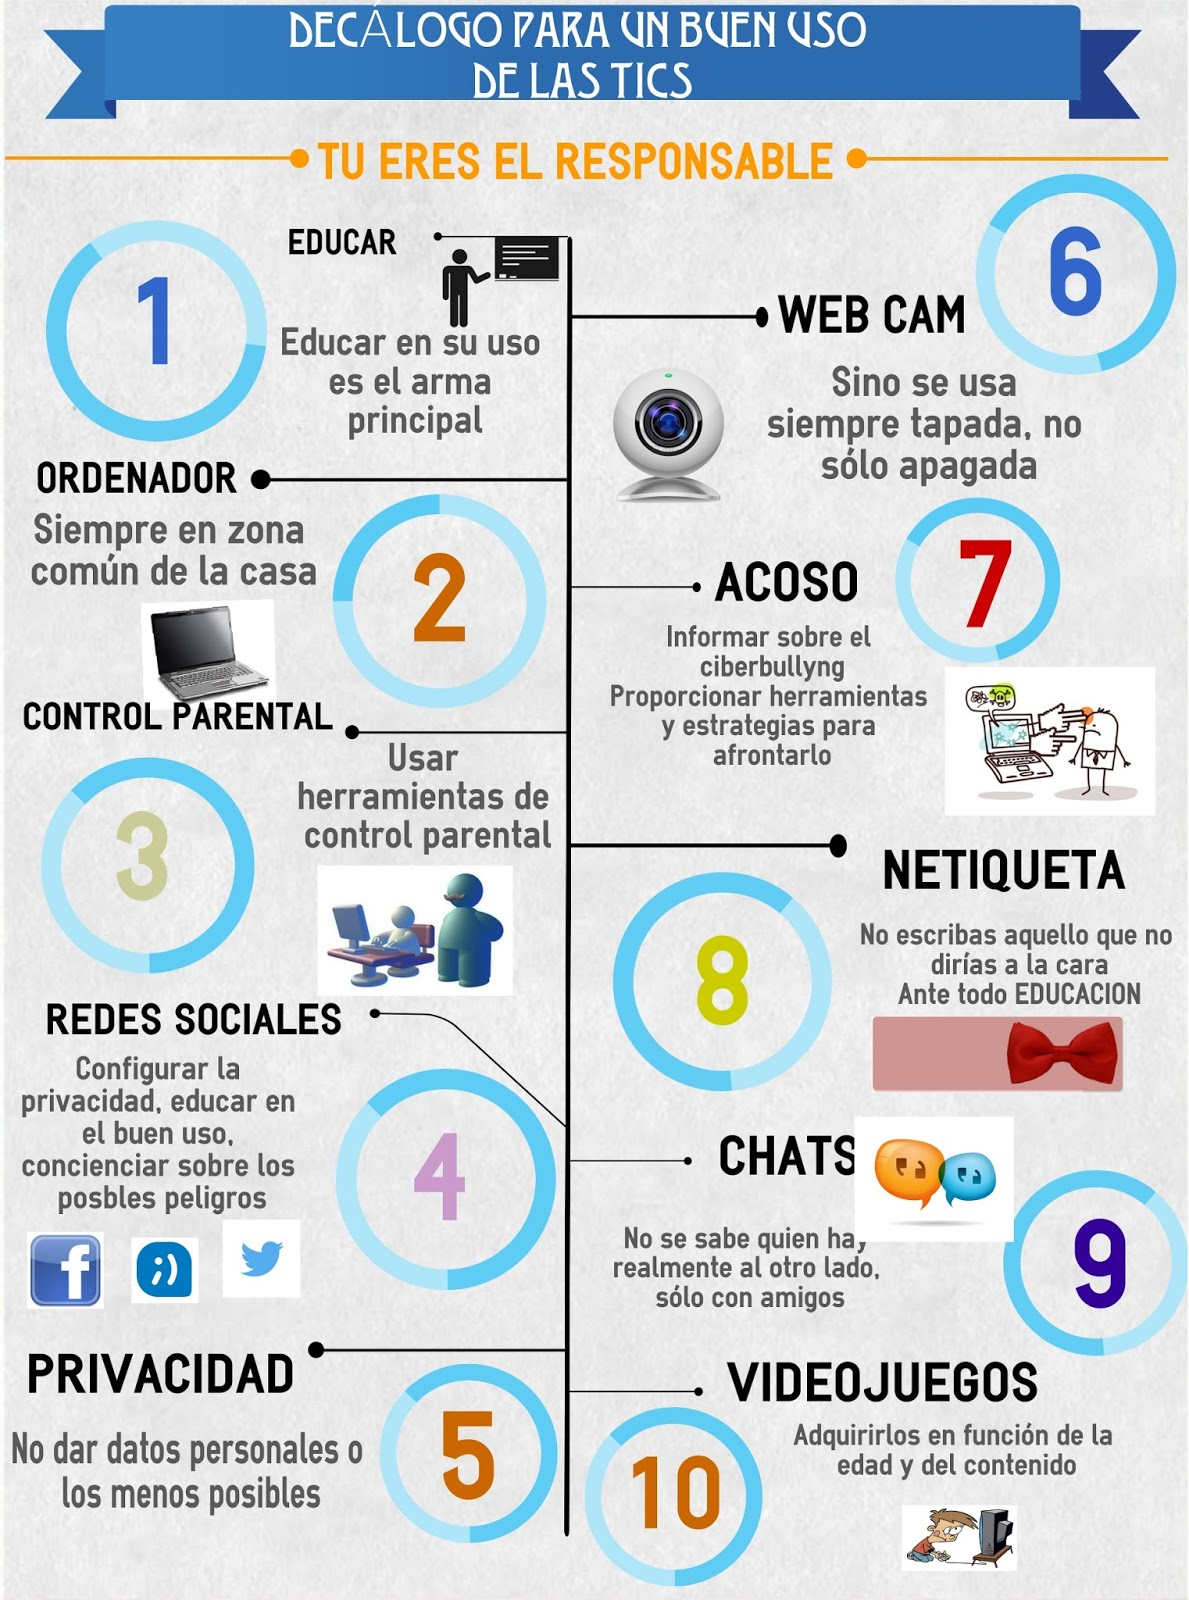 DECÁLOGO PARA UN BUEN USO
DE LAS TICS
TU ERES EL RESPONSABLE
1
EDUCAR
Educar en su uso
es el arma
principal
ORDENADOR
Siempre en zona
común de la casa
2
CONTROL PARENTAL
Usar
herramientas de
control parental
3
REDES SOCIALES
Configurar la
privacidad, educar en
el buen uso,
concienciar sobre los
posbles peligros
4
f
;)
PRIVACIDAD
No dar datos personales o
los menos posibles
5
6
WEB CAM
Sino se usa
siempre tapada, no
sólo apagada
7
ACOSO
Informar sobre el
ciberbullyng
Proporcionar herramientas
y estrategias para
afrontarlo
NETIQUETA
8
No escribas aquello que no
dirías a la cara
Ante todo EDUCACION
CHATS
No se sabe quien hay
realmente al otro lado,
sólo con amigos
9
VIDEOJUEGOS
10
Adquirirlos en función de la
edad y del contenido